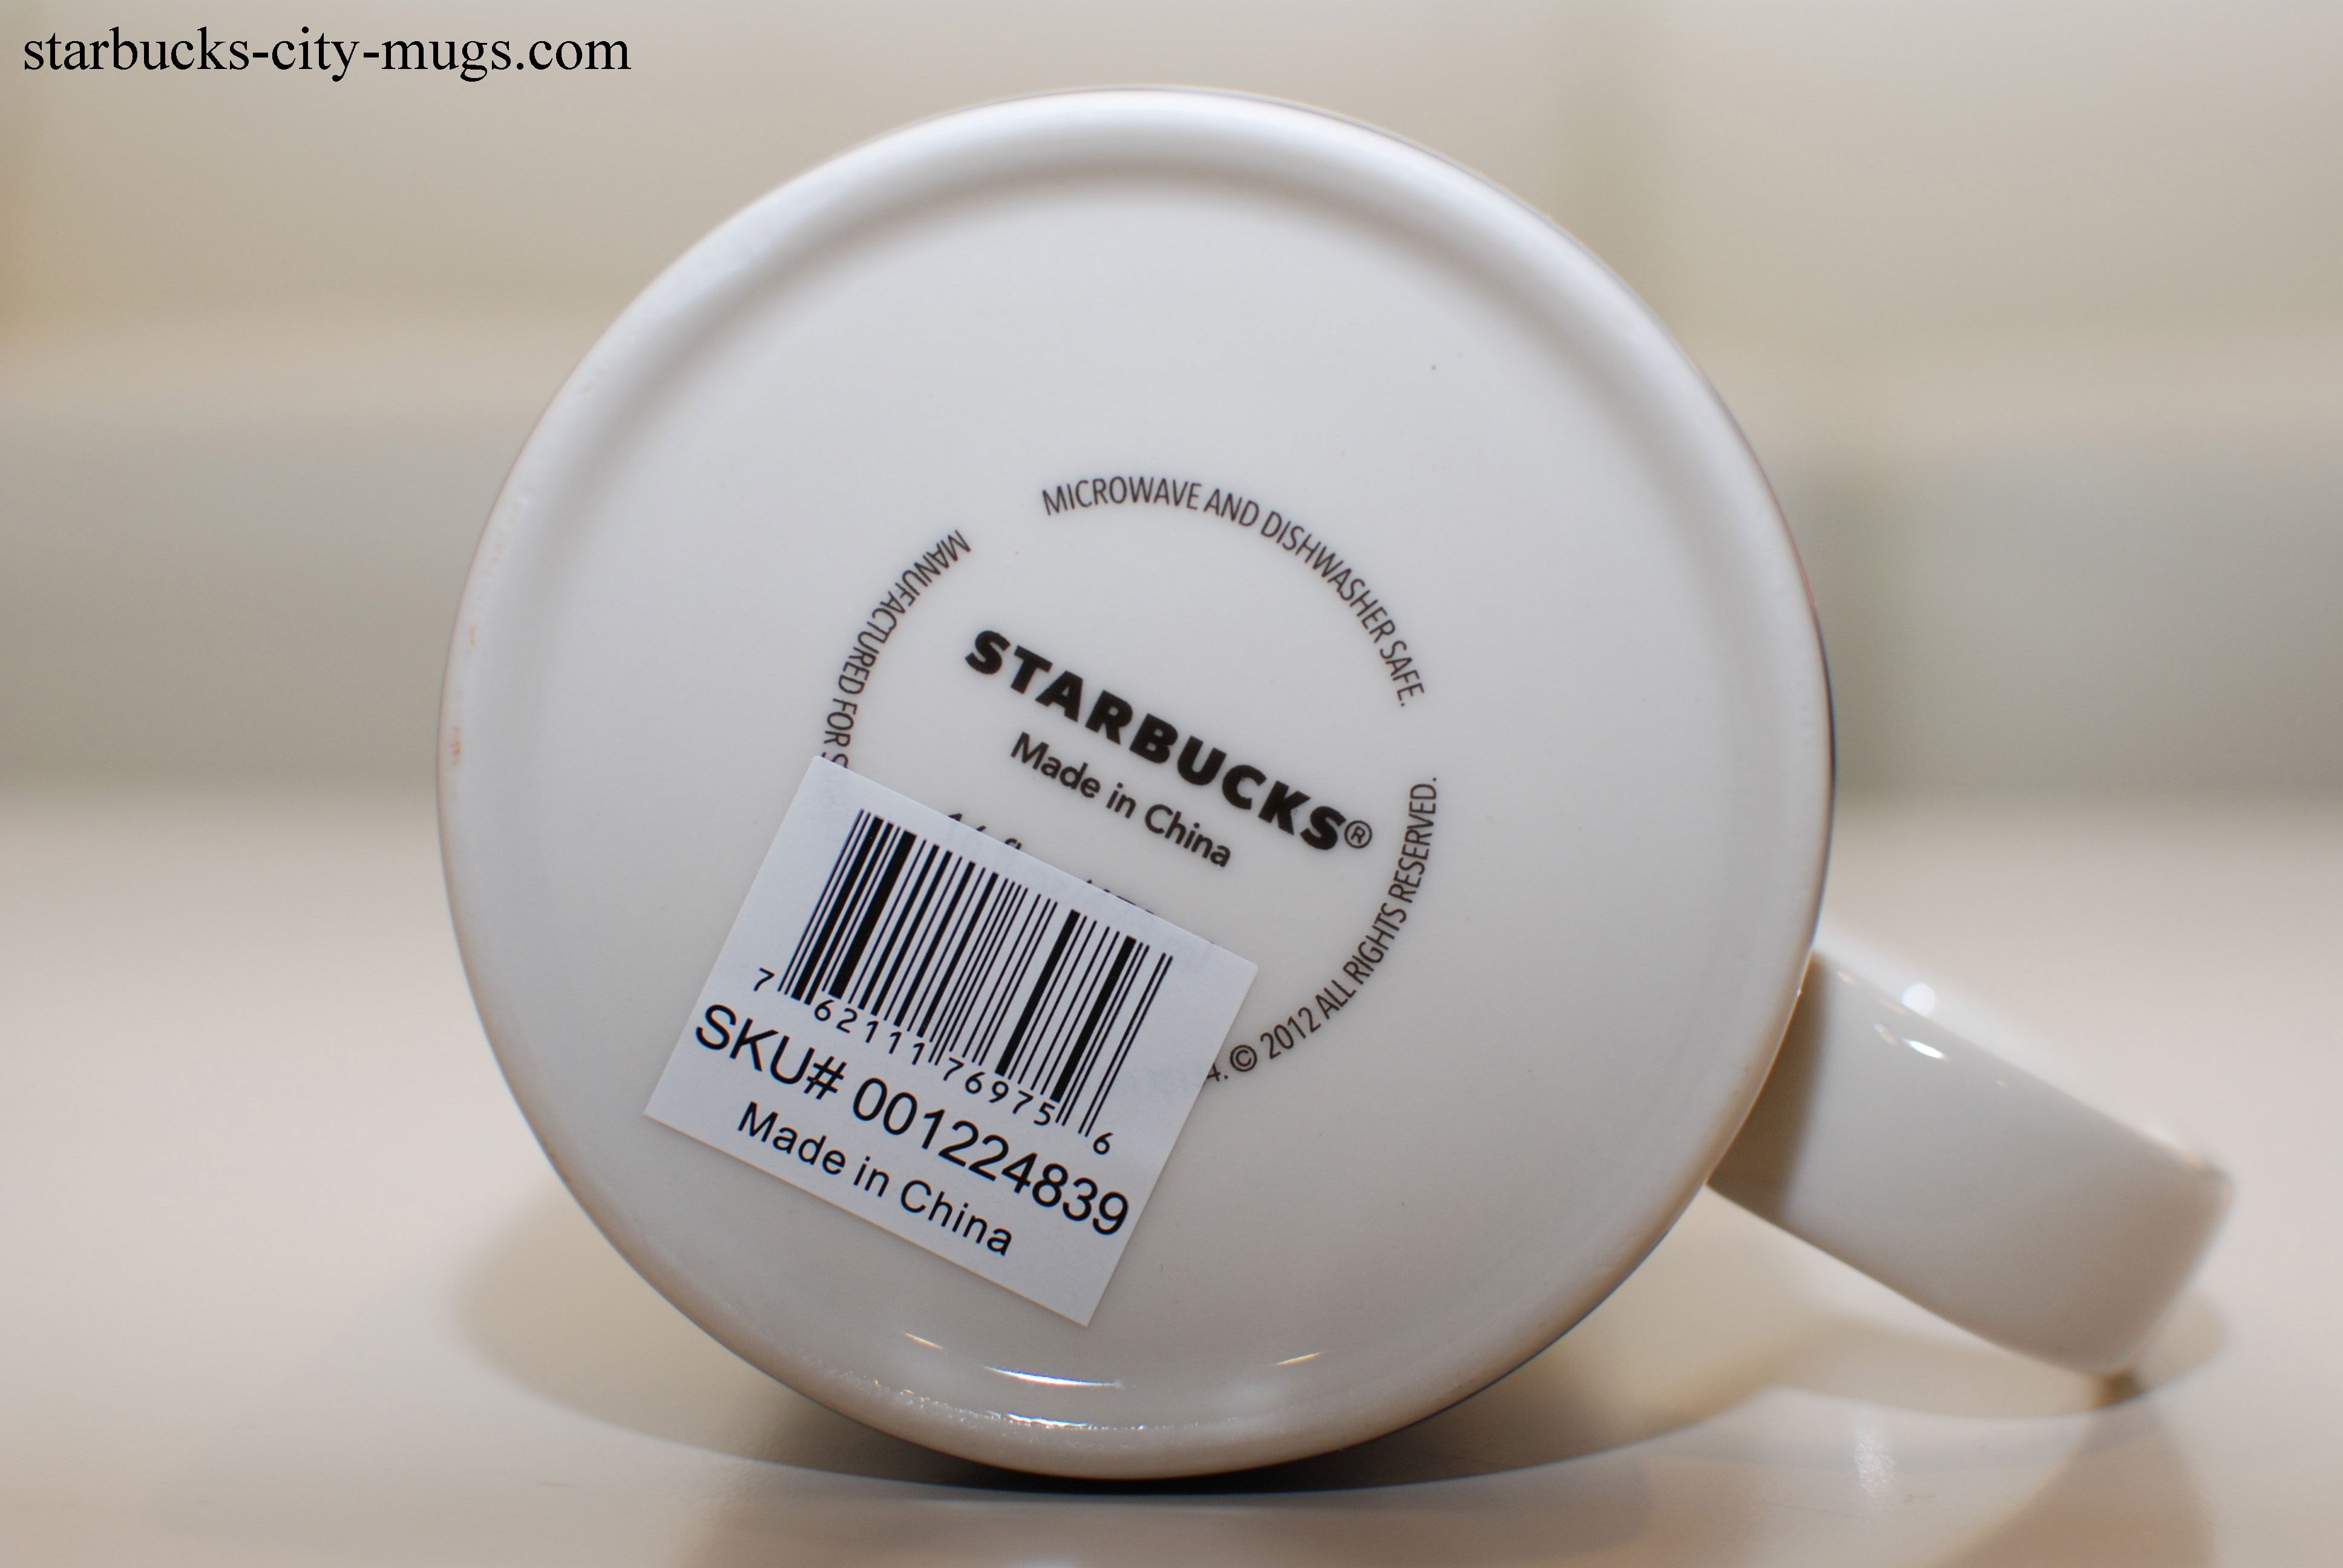 starbucks-city-mugs.com
MICROWAVE AND DISHWASHER SAFE.
MANUFACTURED FOR
© 2012 ALL RIGHTS RESERVED.
STARBUCKS®
Made in China
7 62111 76975 6
SKU# 001224839
Made in China